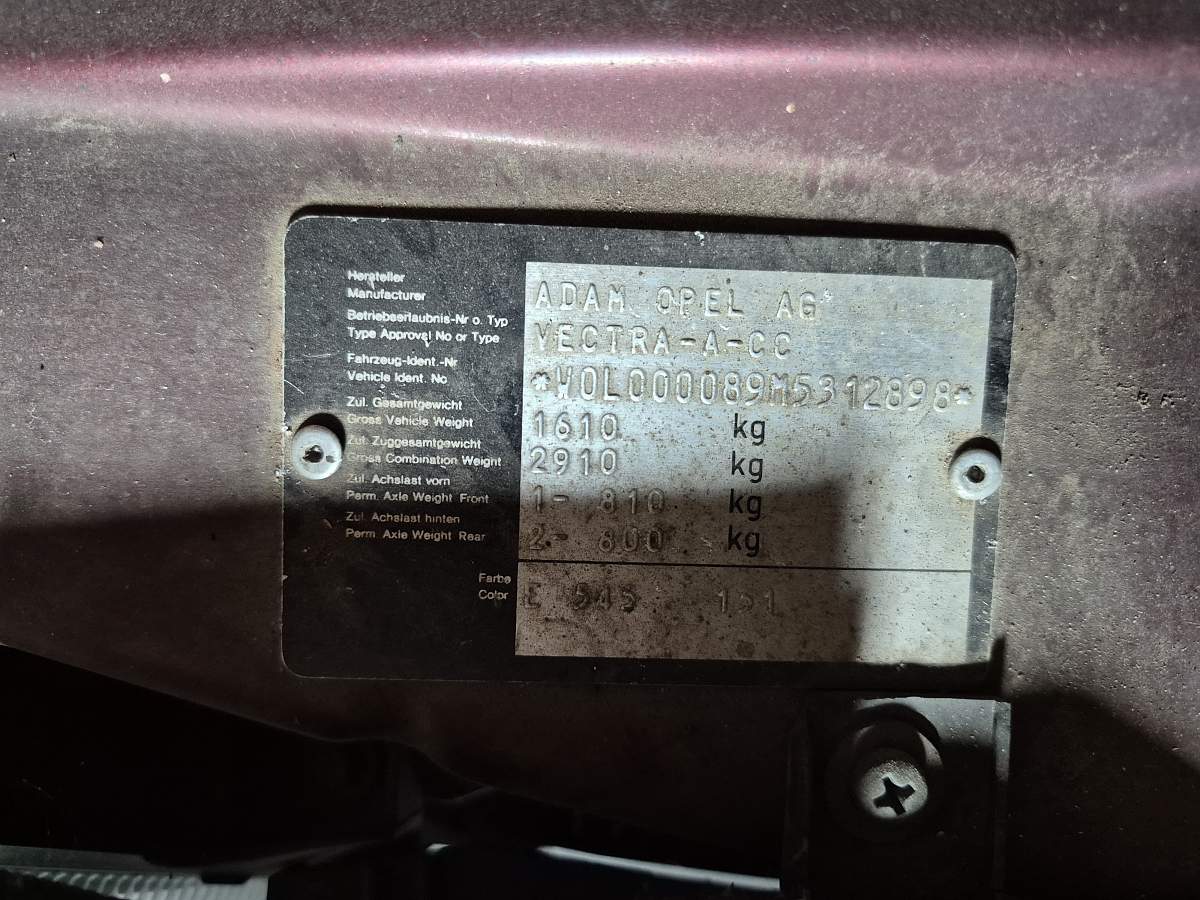 Hersteller
Manufacturer
ADAM OPEL AG
Betriebserlaubnis-Nr o. Typ
Type Approval No or Type
VECTRA-A-CC
Fahrzeug-Ident.-Nr
Vehicle Ident. No
*W0L000089M5312898*
Zul. Gesamtgewicht
Gross Vehicle Weight
1610 kg
Zul. Zuggesamtgewicht
Gross Combination Weight
2910 kg
Zul. Achslast vorn
Perm. Axle Weight Front
1- 810 kg
Zul. Achslast hinten
Perm. Axle Weight Rear
2- 800 kg
Farbe
Color
E 545 151